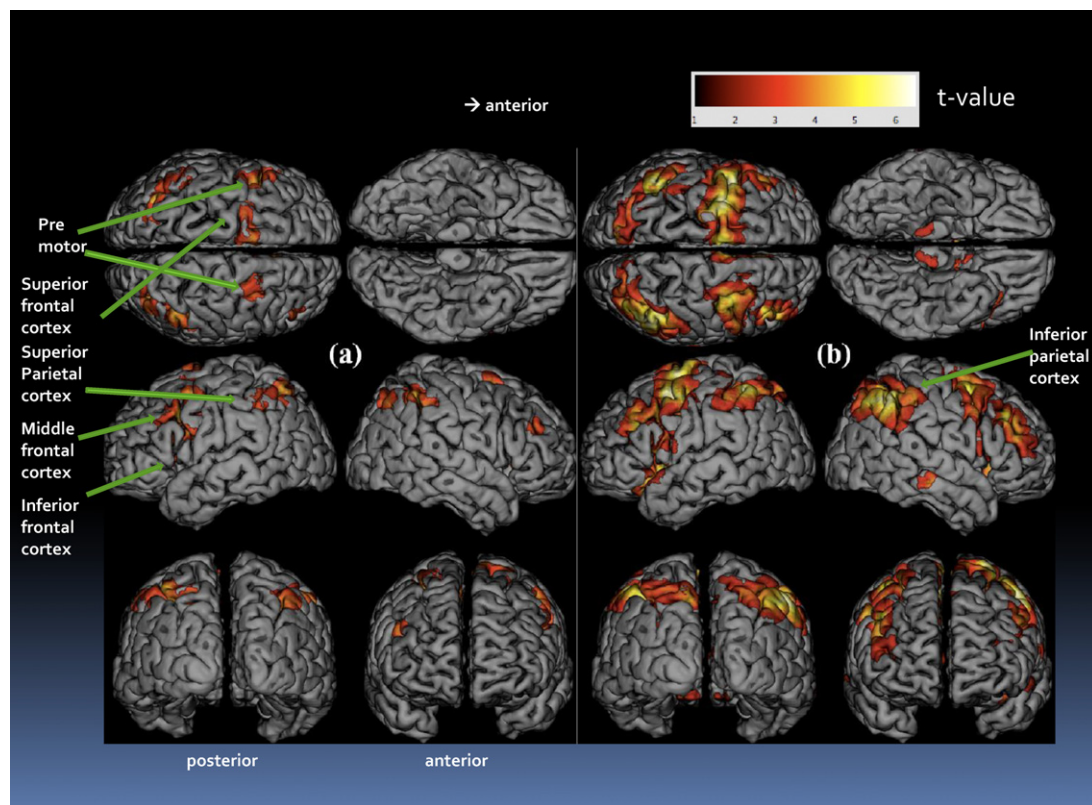 → anterior
t-value
1 2 3 4 5 6
Pre
motor
Superior
frontal
cortex
Superior
Parietal
cortex
Middle
frontal
cortex
Inferior
frontal
cortex
(a)
(b)
Inferior
parietal
cortex
posterior
anterior